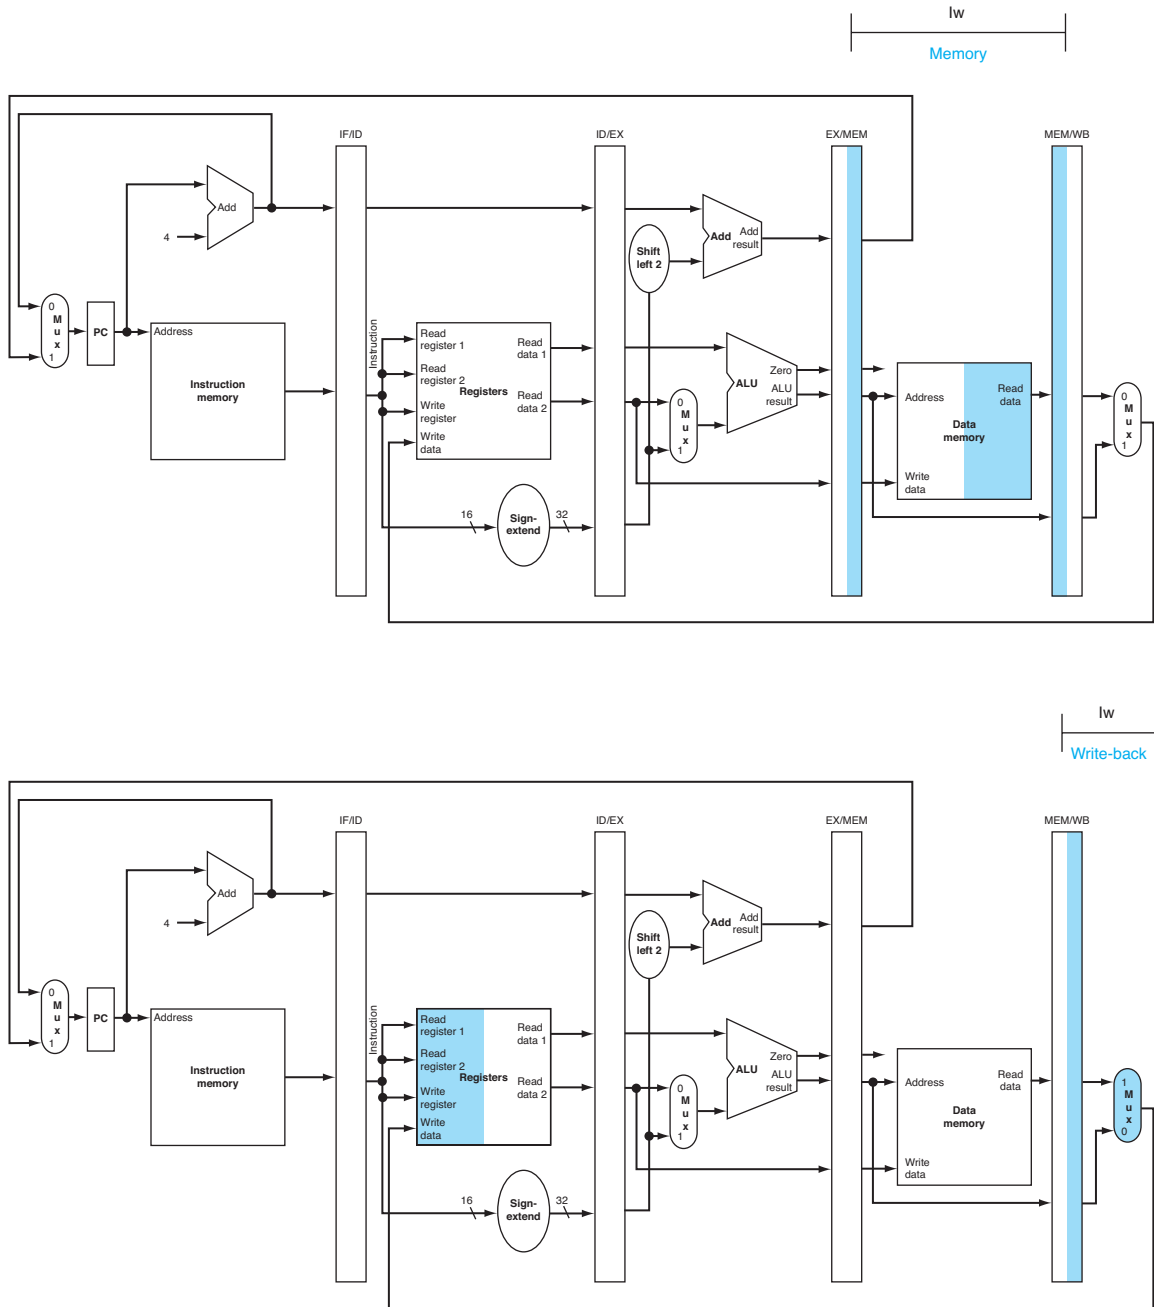 lw
Memory
IF/ID
ID/EX
EX/MEM
MEM/WB
Add
4
Shift
left 2
Add
Add
result
0
M
u
x
1
PC
Address
Instruction
memory
Instruction
Read
register 1
Read
register 2
Write
register
Write
data
Registers
Read
data 1
Read
data 2
0
M
u
x
1
ALU
Zero
ALU
result
Address
Write
data
Data
memory
Read
data
0
M
u
x
1
16
Sign-
extend
32
lw
Write-back
IF/ID
ID/EX
EX/MEM
MEM/WB
Add
4
Shift
left 2
Add
Add
result
0
M
u
x
1
PC
Address
Instruction
memory
Instruction
Read
register 1
Read
register 2
Write
register
Write
data
Registers
Read
data 1
Read
data 2
0
M
u
x
1
ALU
Zero
ALU
result
Address
Write
data
Data
memory
Read
data
1
M
u
x
0
16
Sign-
extend
32